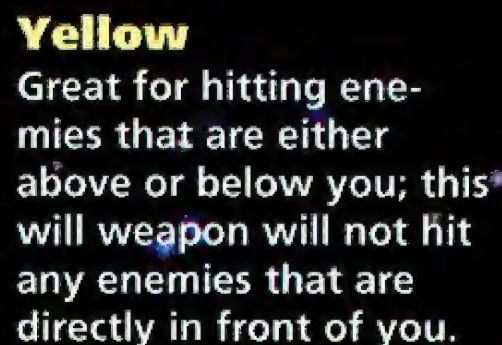 Yellow
Great for hitting ene-
mies that are either
above or below you; this
will weapon will not hit
any enemies that are
directly in front of you.